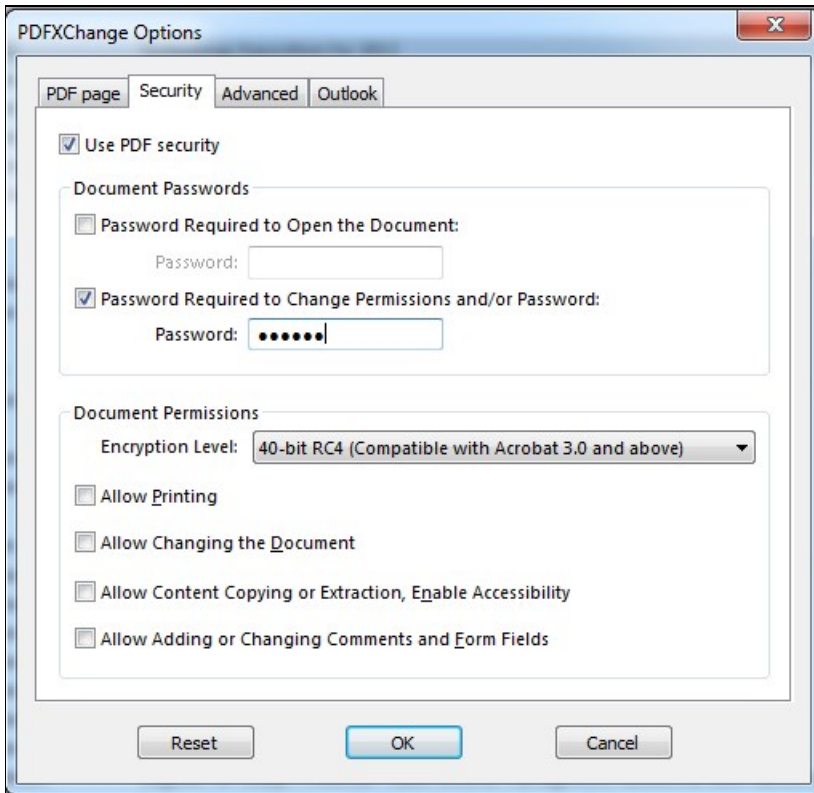 PDFXChange Options
PDF page Security Advanced Outlook
Use PDF security
Document Passwords
Password Required to Open the Document:
Password:
Password Required to Change Permissions and/or Password:
Password: ●●●●●●
Document Permissions
Encryption Level: 40-bit RC4 (Compatible with Acrobat 3.0 and above)
Allow Printing
Allow Changing the Document
Allow Content Copying or Extraction, Enable Accessibility
Allow Adding or Changing Comments and Form Fields
Reset OK Cancel